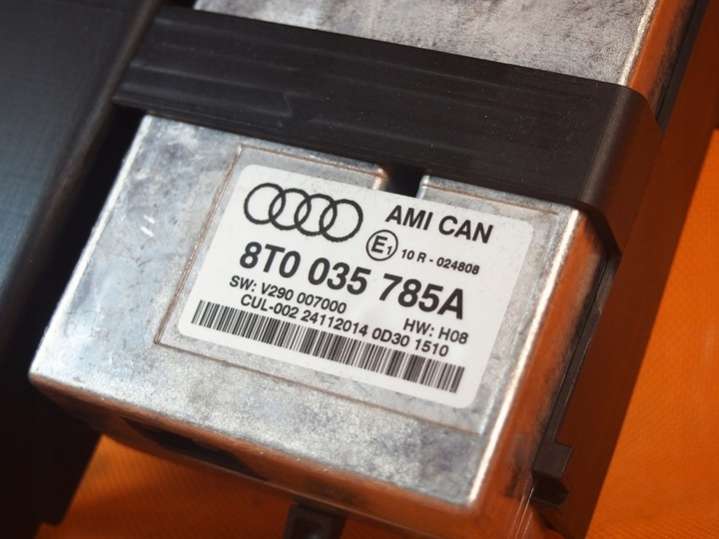 AMI CAN
E1 10 R - 024808
8T0 035 785A
SW: V290 007000 HW: H08
CUL-002 24112014 0D30 1510